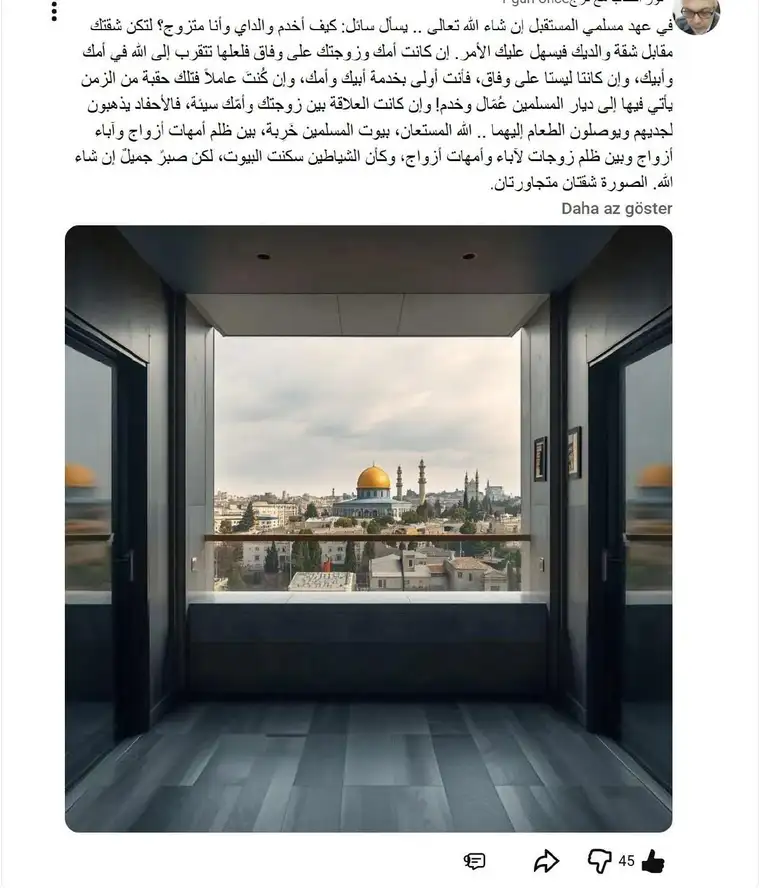 1 gün önce
في عهد مسلمي المستقبل إن شاء الله تعالى .. يسأل سائل: كيف أخدم والداي وأنا متزوج؟ لتكن شقتك
مقابل شقة والديك فيسهل عليك الأمر. إن كانت أمك وزوجتك على وفاق فلعلها تتقرب إلى الله في أمك
وأبيك، وإن كانتا ليستا على وفاق، فأنت أولى بخدمة أبيك وأمك، وإن كُنتَ عاملاً فتلك حقبة من الزمن
يأتي فيها إلى ديار المسلمين عُمّال وخدم! وإن كانت العلاقة بين زوجتك وأمّك سيئة، فالأحفاد يذهبون
لجديهم ويوصلون الطعام إليهما .. الله المستعان، بيوت المسلمين خَرِبة، بين ظلم أمهات أزواج وآباء
أزواج وبين ظلم زوجات لآباء وأمهات أزواج، وكأن الشياطين سكنت البيوت، لكن صبرٌ جميلٌ إن شاء
الله. الصورة شقتان متجاورتان.
Daha az göster
45